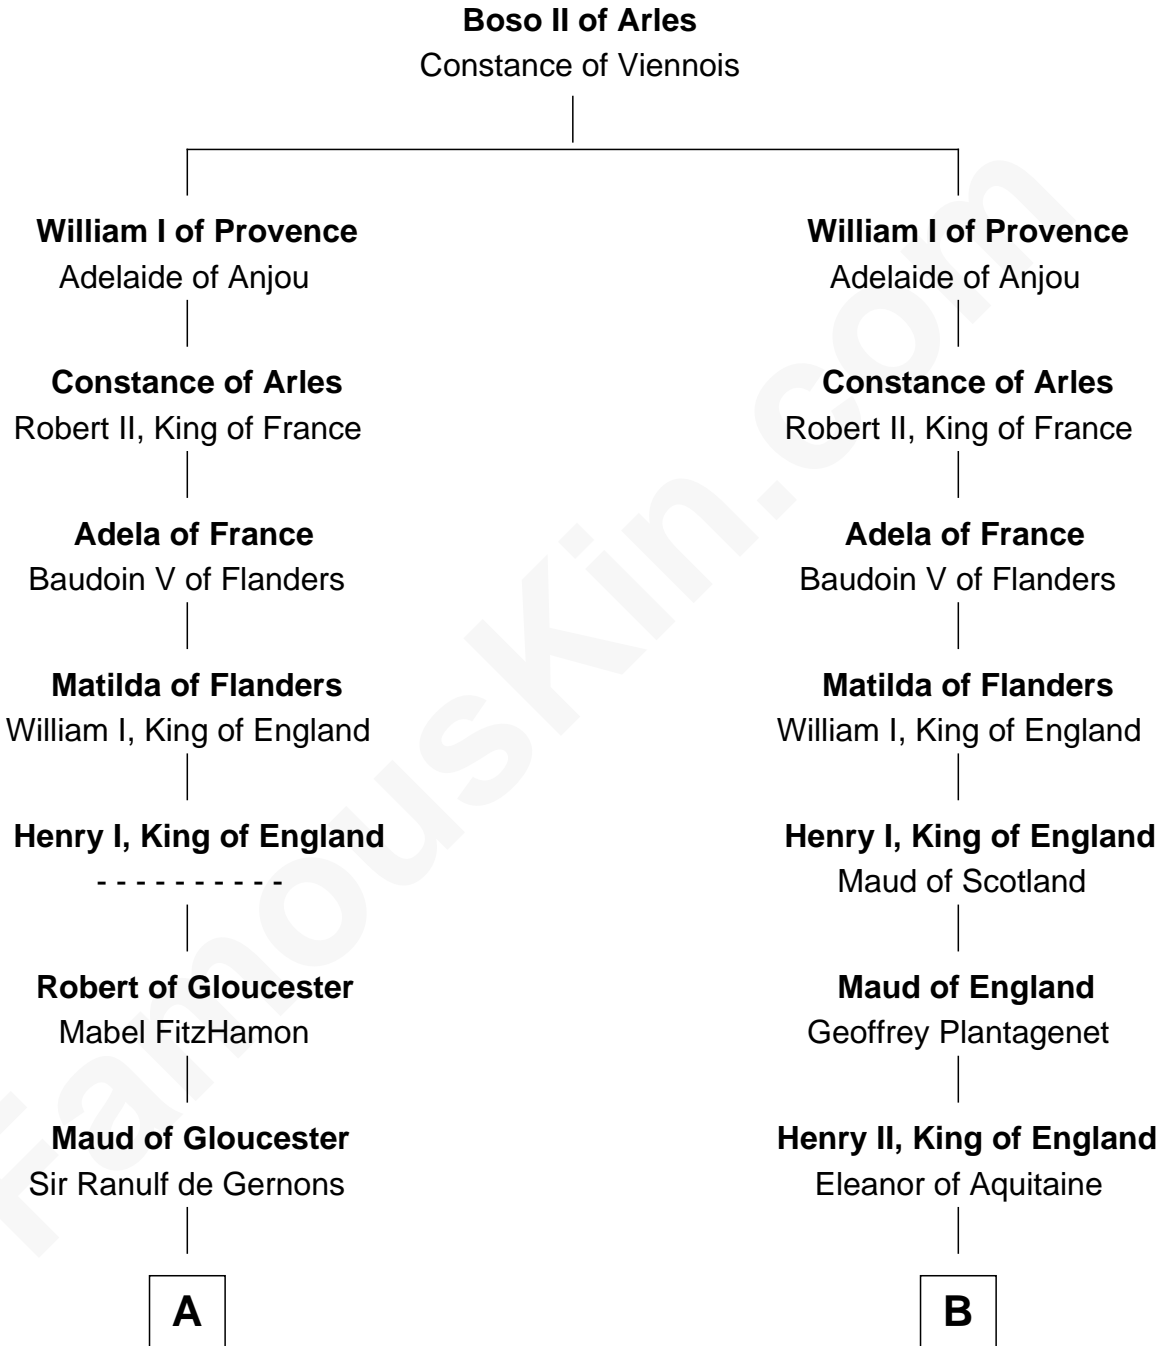 Boso II of Arles
Constance of Viennois
William I of Provence
Adelaide of Anjou
Constance of Arles
Robert II, King of France
Adela of France
Baudoin V of Flanders
Matilda of Flanders
William I, King of England
Henry I, King of England
- - - - - - - - - -
Robert of Gloucester
Mabel FitzHamon
Maud of Gloucester
Sir Ranulf de Gernons
A
William I of Provence
Adelaide of Anjou
Constance of Arles
Robert II, King of France
Adela of France
Baudoin V of Flanders
Matilda of Flanders
William I, King of England
Henry I, King of England
Maud of Scotland
Maud of England
Geoffrey Plantagenet
Henry II, King of England
Eleanor of Aquitaine
B
FamousKin.com